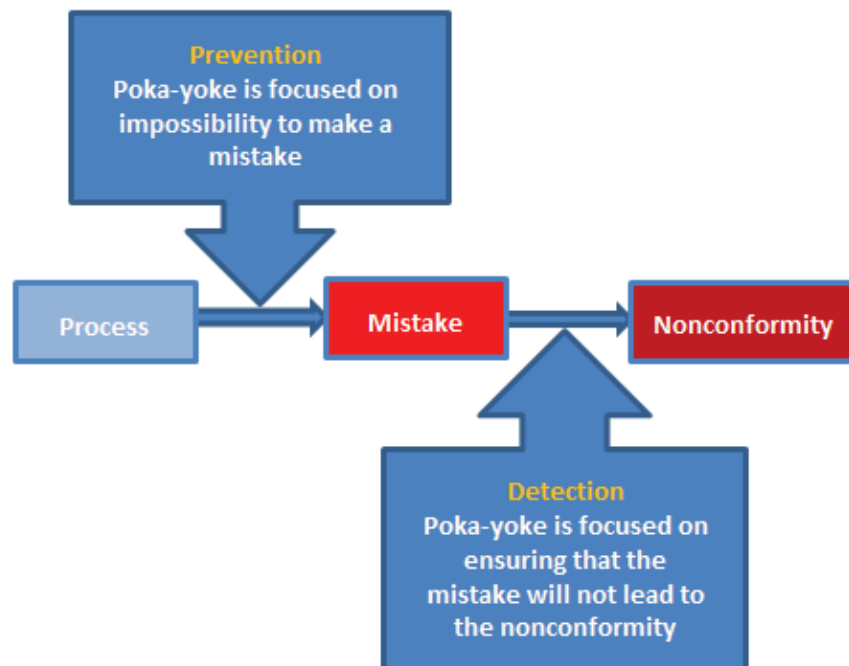 Prevention
Poka-yoke is focused on
impossibility to make a
mistake
Process
Mistake
Nonconformity
Detection
Poka-yoke is focused on
ensuring that the
mistake will not lead to
the nonconformity